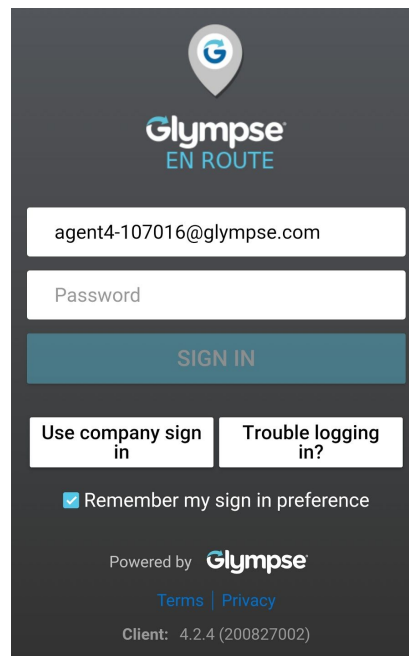 G
Glympse
EN ROUTE
agent4-107016@glympse.com
Password
SIGN IN
Use company sign
in
Trouble logging
in?
Remember my sign in preference
Powered by Glympse
Terms | Privacy
Client: 4.2.4 (200827002)